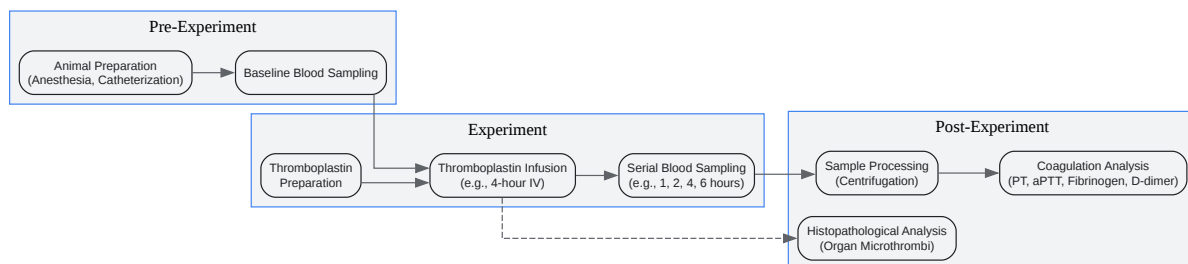 Pre-Experiment
Animal Preparation
(Anesthesia, Catheterization)
Baseline Blood Sampling
Experiment
Thromboplastin
Preparation
Thromboplastin Infusion
(e.g., 4-hour IV)
Serial Blood Sampling
(e.g., 1, 2, 4, 6 hours)
Post-Experiment
Sample Processing
(Centrifugation)
Coagulation Analysis
(PT, aPTT, Fibrinogen, D-dimer)
Histopathological Analysis
(Organ Microthrombi)